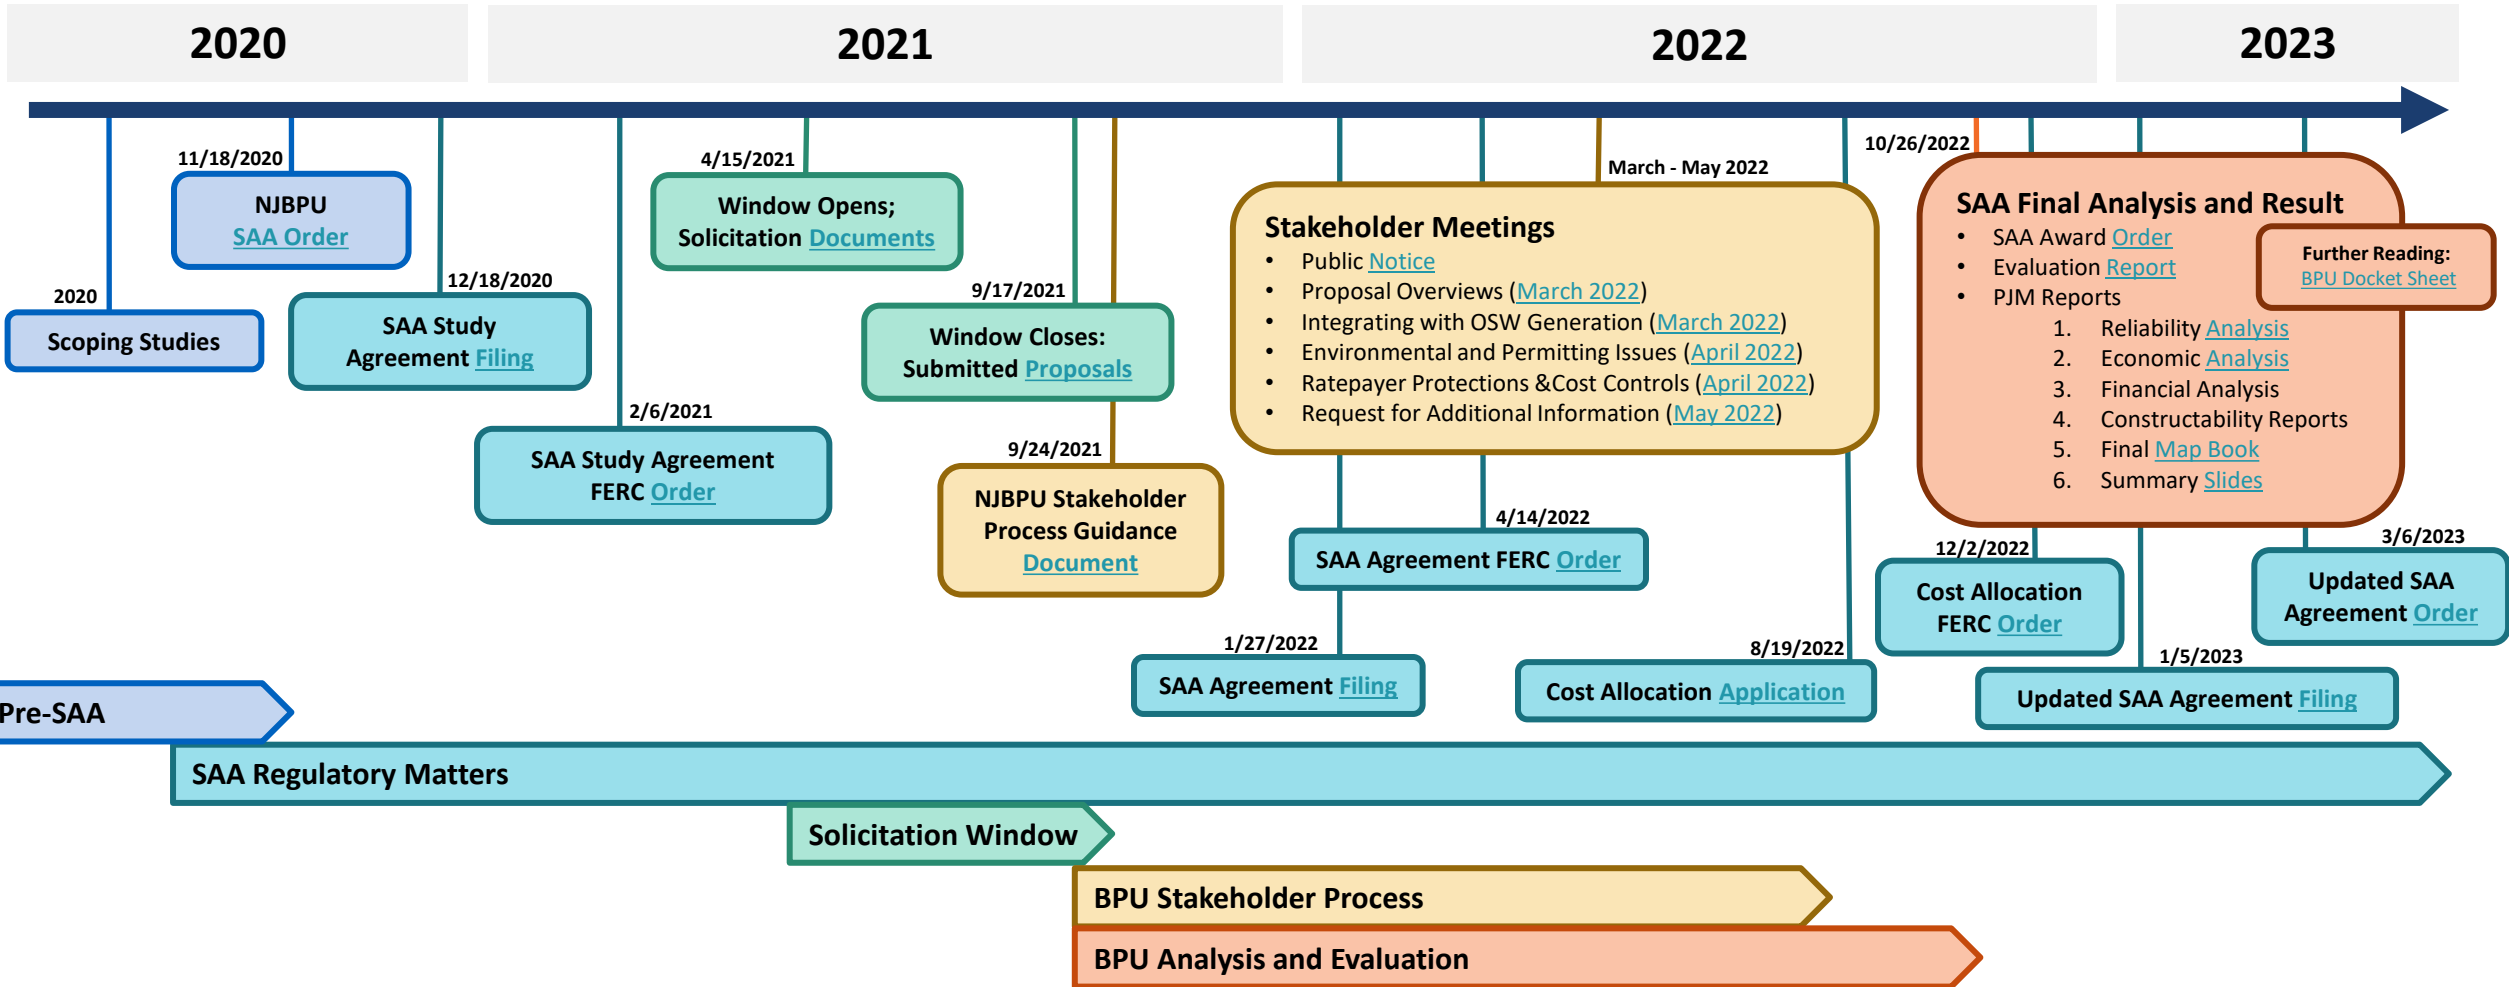 2020
2021
2022
2023
11/18/2020
NJBPU
SAA Order
2020
Scoping Studies
12/18/2020
SAA Study
Agreement Filing
2/6/2021
SAA Study Agreement
FERC Order
4/15/2021
Window Opens;
Solicitation Documents
9/17/2021
Window Closes:
Submitted Proposals
9/24/2021
NJBPU Stakeholder
Process Guidance
Document
March - May 2022
Stakeholder Meetings
• Public Notice
• Proposal Overviews (March 2022)
• Integrating with OSW Generation (March 2022)
• Environmental and Permitting Issues (April 2022)
• Ratepayer Protections &Cost Controls (April 2022)
• Request for Additional Information (May 2022)
4/14/2022
SAA Agreement FERC Order
1/27/2022
SAA Agreement Filing
8/19/2022
Cost Allocation Application
10/26/2022
SAA Final Analysis and Result
• SAA Award Order
• Evaluation Report
• PJM Reports
1. Reliability Analysis
2. Economic Analysis
3. Financial Analysis
4. Constructability Reports
5. Final Map Book
6. Summary Slides
Further Reading:
BPU Docket Sheet
12/2/2022
Cost Allocation
FERC Order
3/6/2023
Updated SAA
Agreement Order
1/5/2023
Updated SAA Agreement Filing
Pre-SAA
SAA Regulatory Matters
Solicitation Window
BPU Stakeholder Process
BPU Analysis and Evaluation